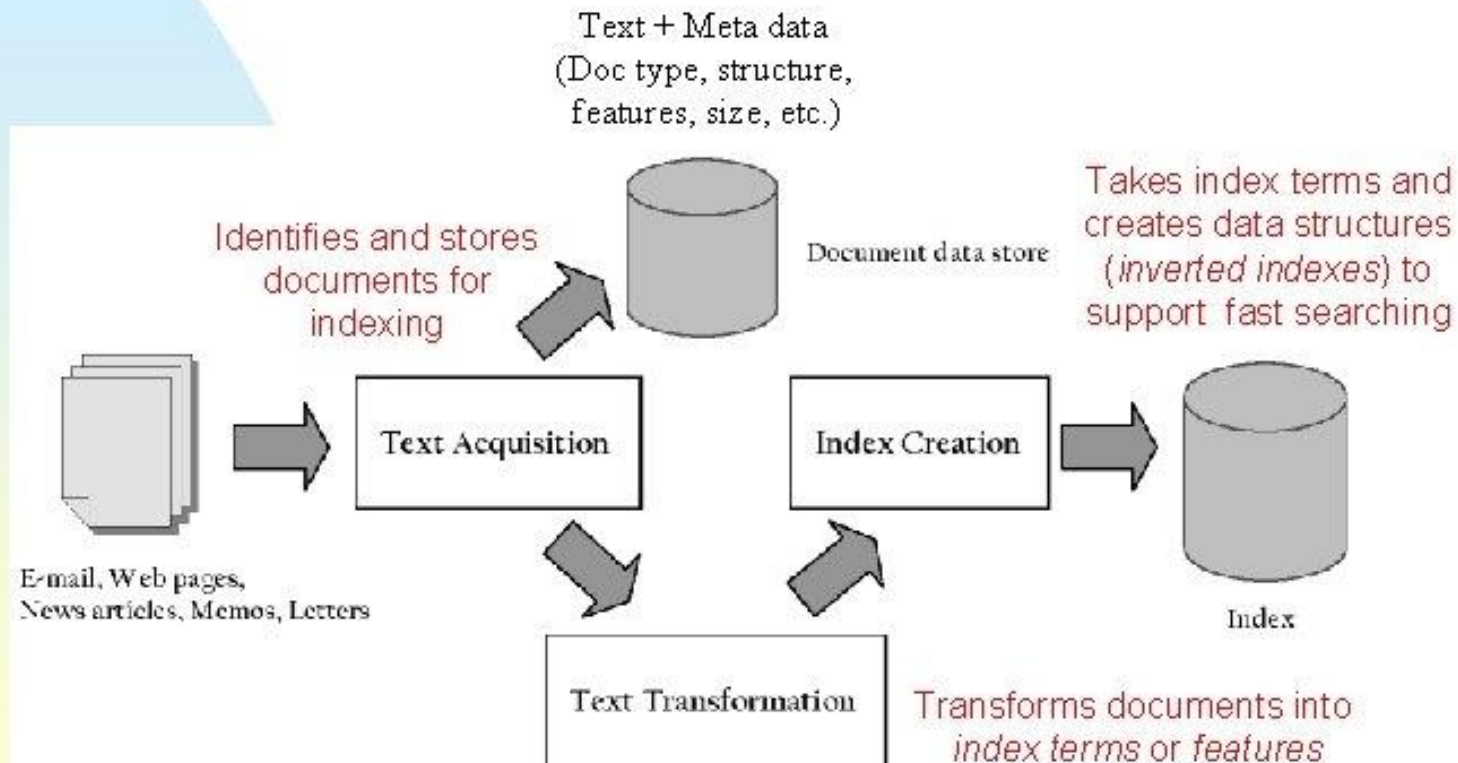 Text + Meta data
(Doc type, structure,
features, size, etc.)
Identifies and stores
documents for
indexing
Document data store
Takes index terms and
creates data structures
(inverted indexes) to
support fast searching
Text Acquisition
Index Creation
E-mail, Web pages,
News articles, Memos, Letters
Index
Text Transformation
Transforms documents into
index terms or features